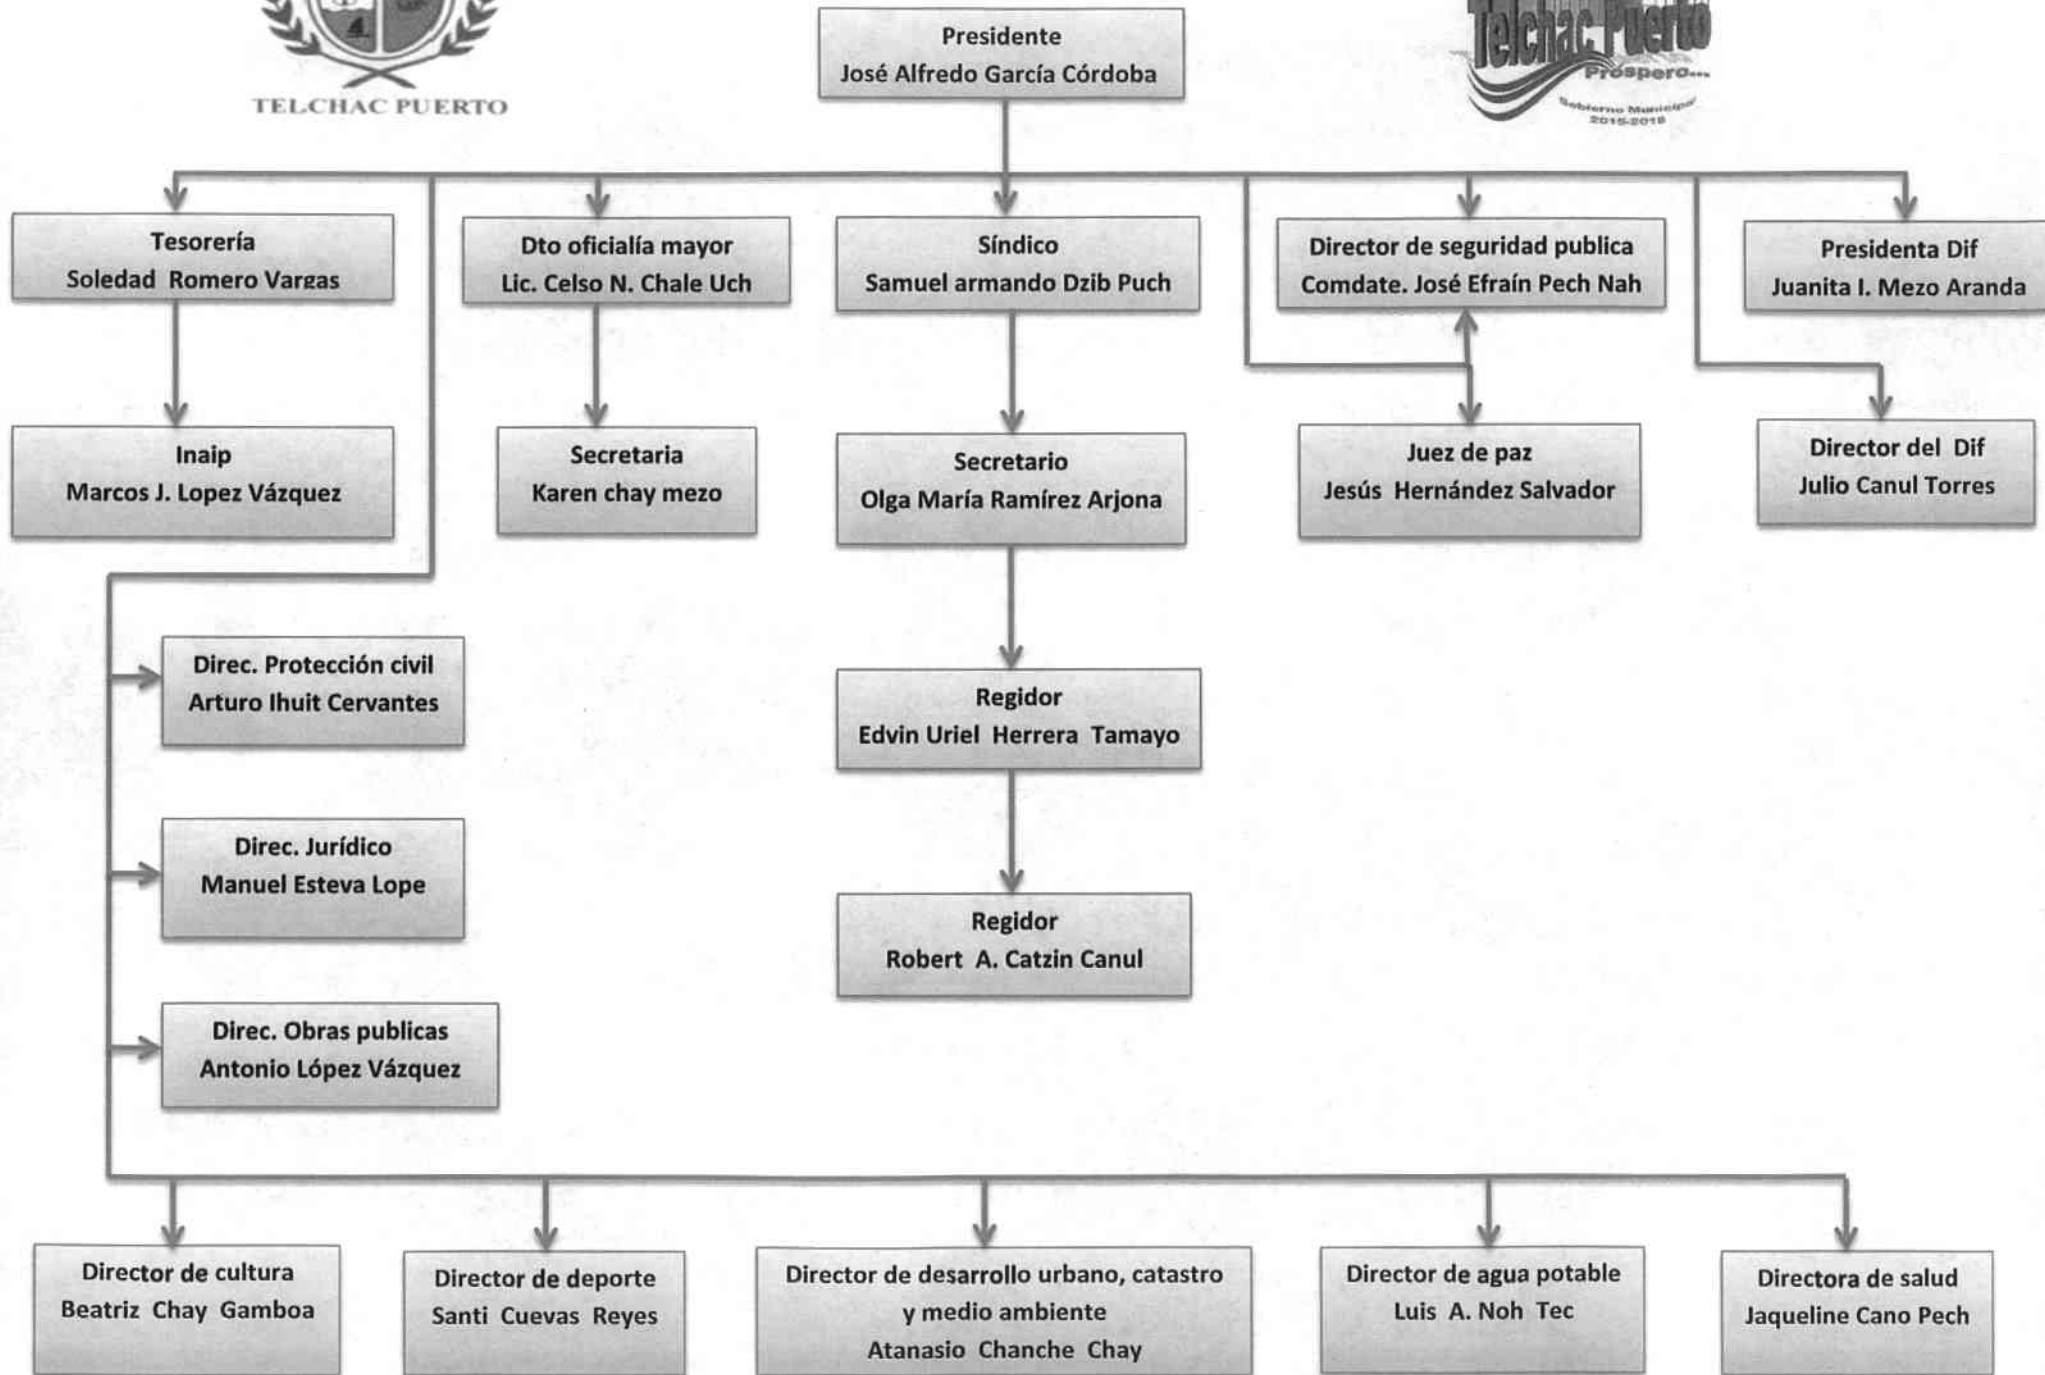 TELCHAC PUERTO
Presidente
José Alfredo García Córdoba
Telchac Puerto
Prospero...
Gobierno Municipal
2015-2018
Tesorería
Soledad Romero Vargas
Dto oficialía mayor
Lic. Celso N. Chale Uch
Síndico
Samuel armando Dzib Puch
Director de seguridad publica
Comdate. José Efraín Pech Nah
Presidenta Dif
Juanita I. Mezo Aranda
Inaip
Marcos J. Lopez Vázquez
Secretaria
Karen chay mezo
Secretario
Olga María Ramírez Arjona
Juez de paz
Jesús Hernández Salvador
Director del Dif
Julio Canul Torres
Direc. Protección civil
Arturo Ihuit Cervantes
Regidor
Edvin Uriel Herrera Tamayo
Direc. Jurídico
Manuel Esteva Lope
Regidor
Robert A. Catzin Canul
Direc. Obras publicas
Antonio López Vázquez
Director de cultura
Beatriz Chay Gamboa
Director de deporte
Santi Cuevas Reyes
Director de desarrollo urbano, catastro
y medio ambiente
Atanasio Chanche Chay
Director de agua potable
Luis A. Noh Tec
Directora de salud
Jaqueline Cano Pech